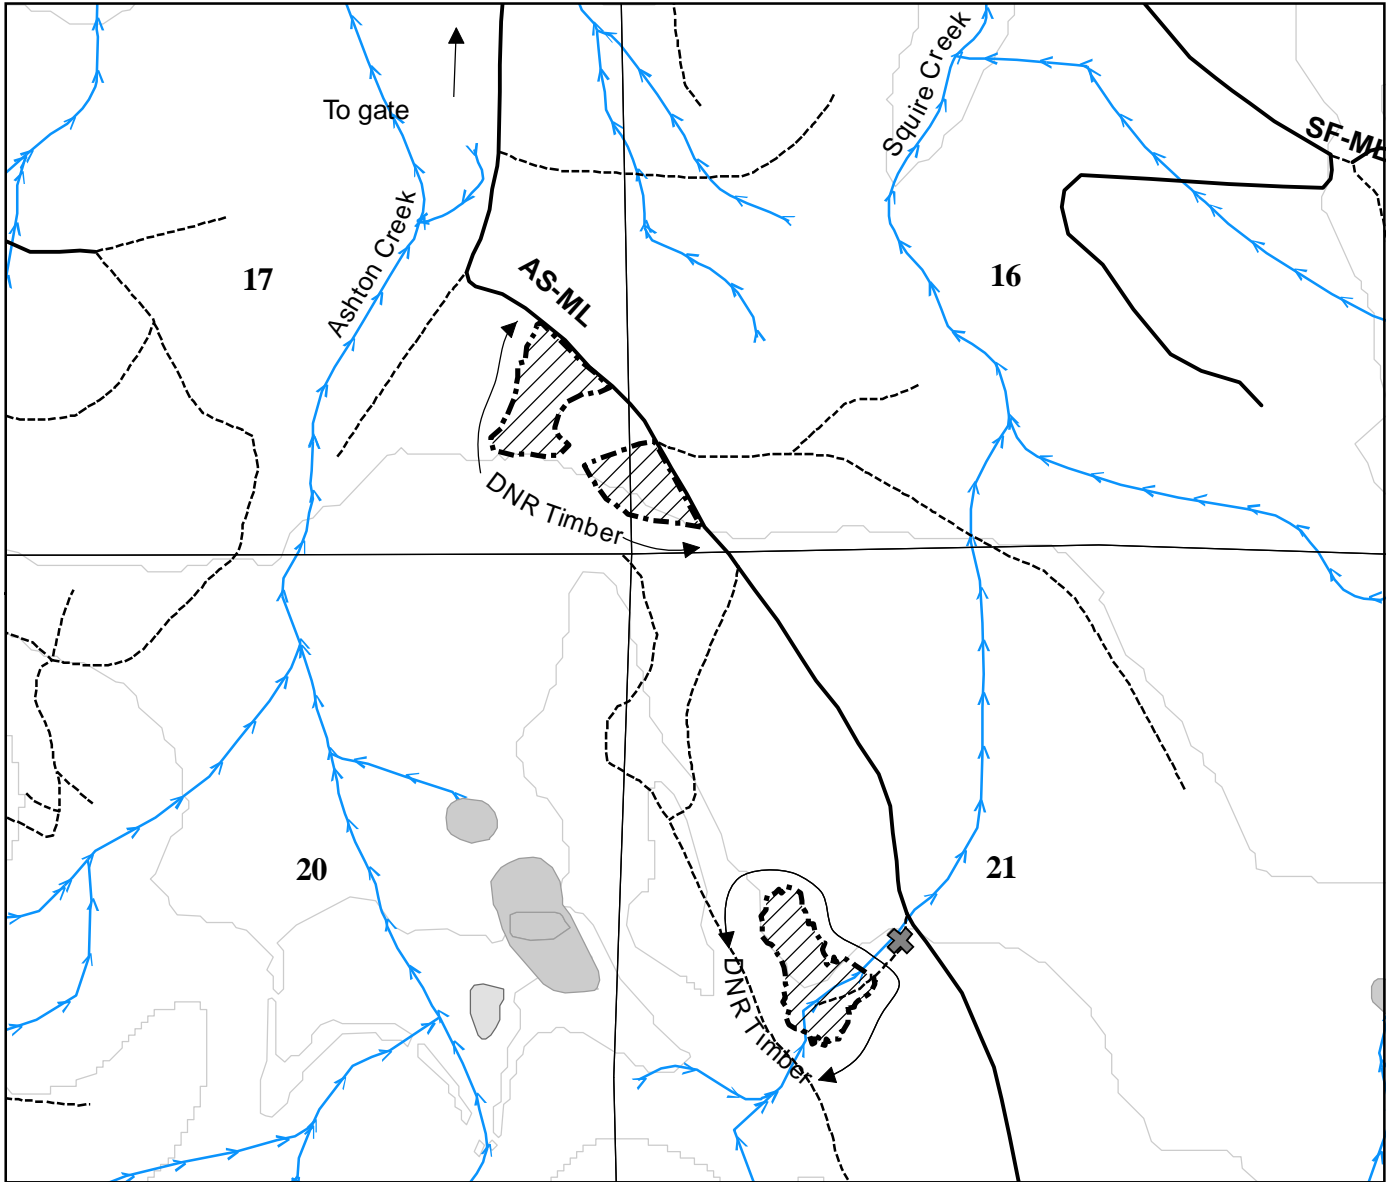 Squire Creek
To gate
SF-ML
Ashton Creek
17
AS-ML
16
DNR Timber
20
21
DNR Timber